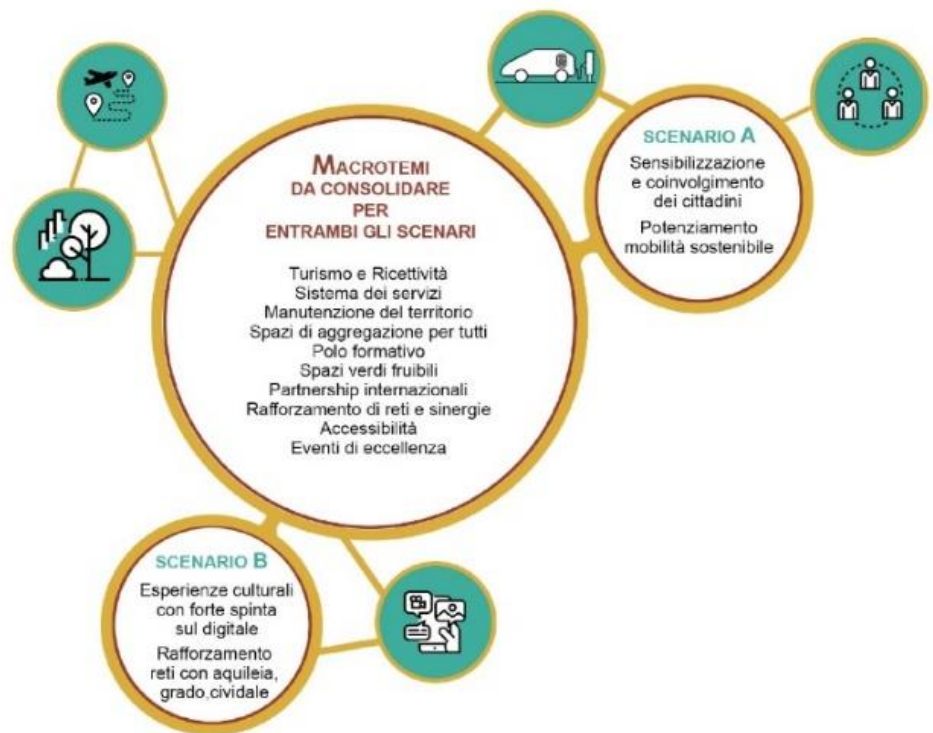 MACROTEMI
DA CONSOLIDARE
PER
ENTRAMBI GLI SCENARI
Turismo e Ricettività
Sistema dei servizi
Manutenzione del territorio
Spazi di aggregazione per tutti
Polo formativo
Spazi verdi fruibili
Partnership internazionali
Rafforzamento di reti e sinergie
Accessibilità
Eventi di eccellenza
SCENARIO A
Sensibilizzazione
e coinvolgimento
dei cittadini
Potenziamento
mobilità sostenibile
SCENARIO B
Esperienze culturali
con forte spinta
sul digitale
Rafforzamento
reti con aquileia,
grado,cividale